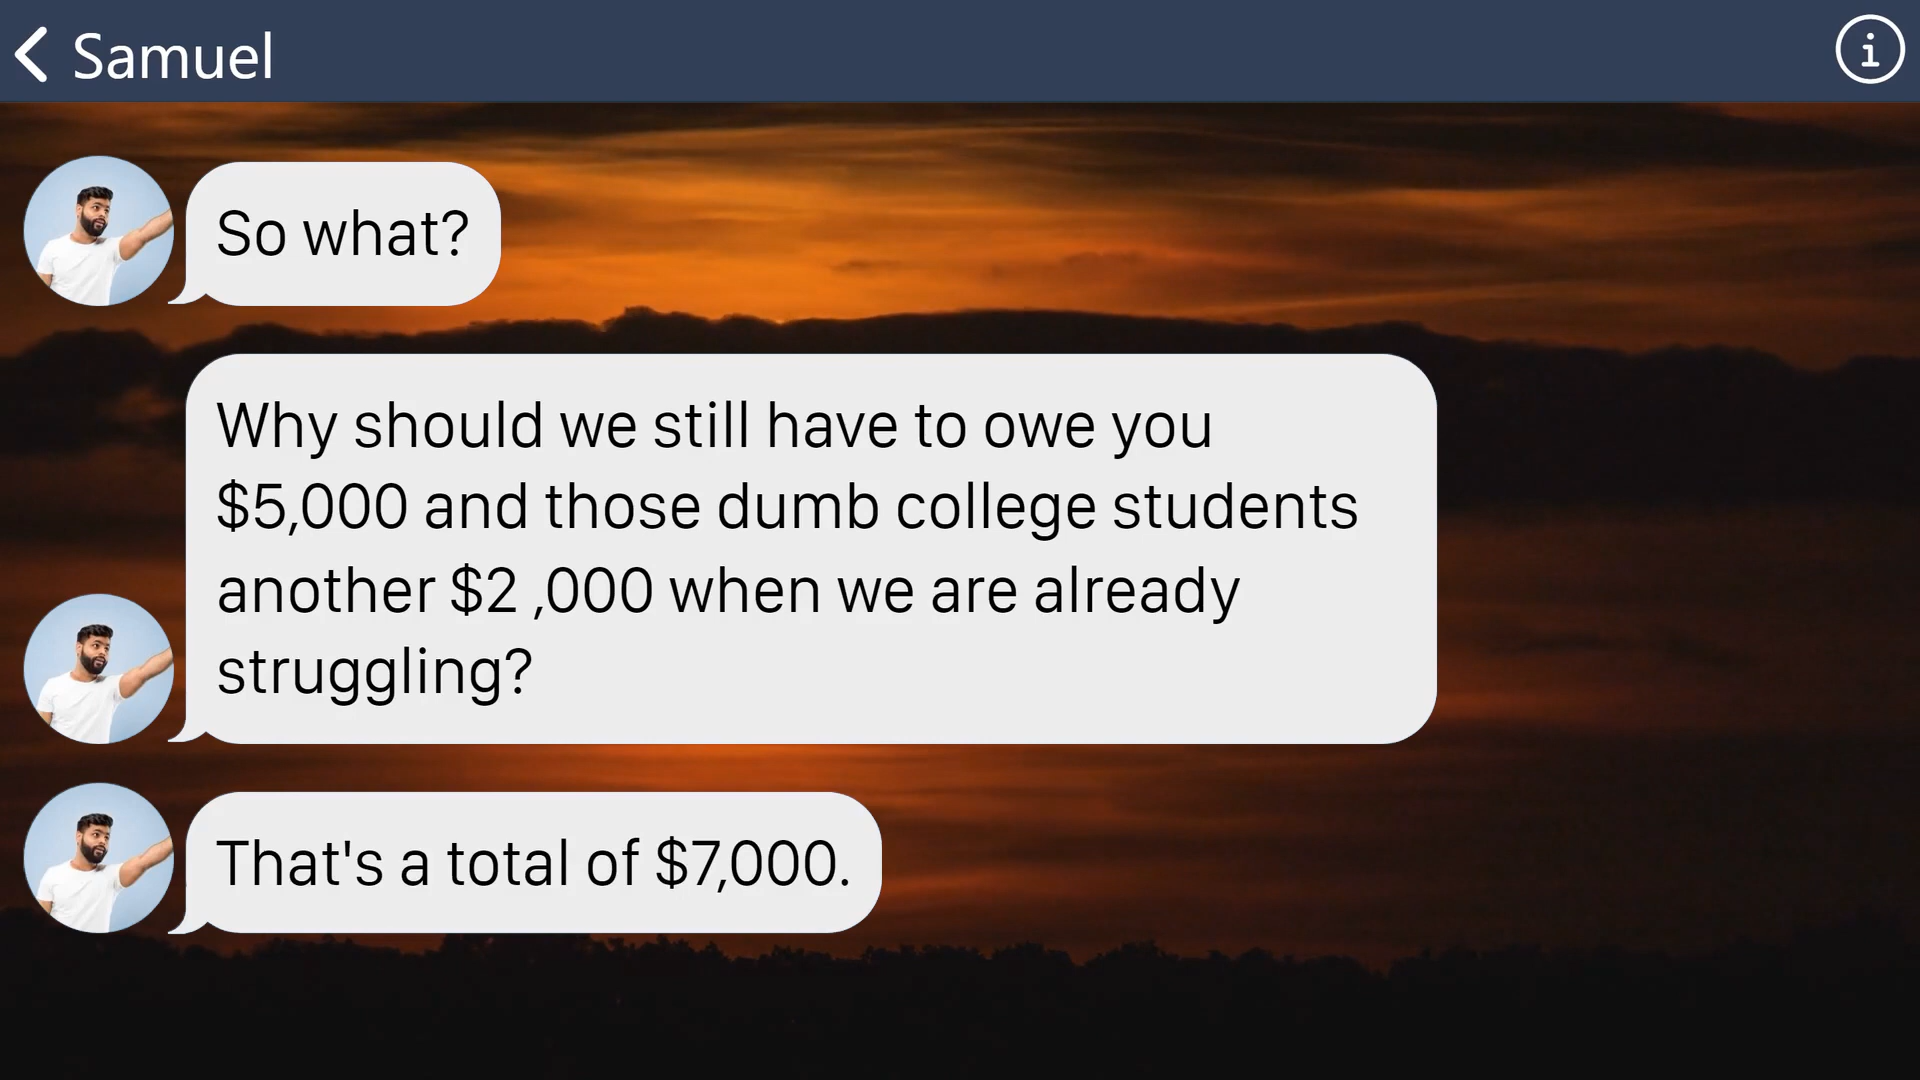 Samuel
So what?
Why should we still have to owe you
$5,000 and those dumb college students
another $2 ,000 when we are already
struggling?
That's a total of $7,000.